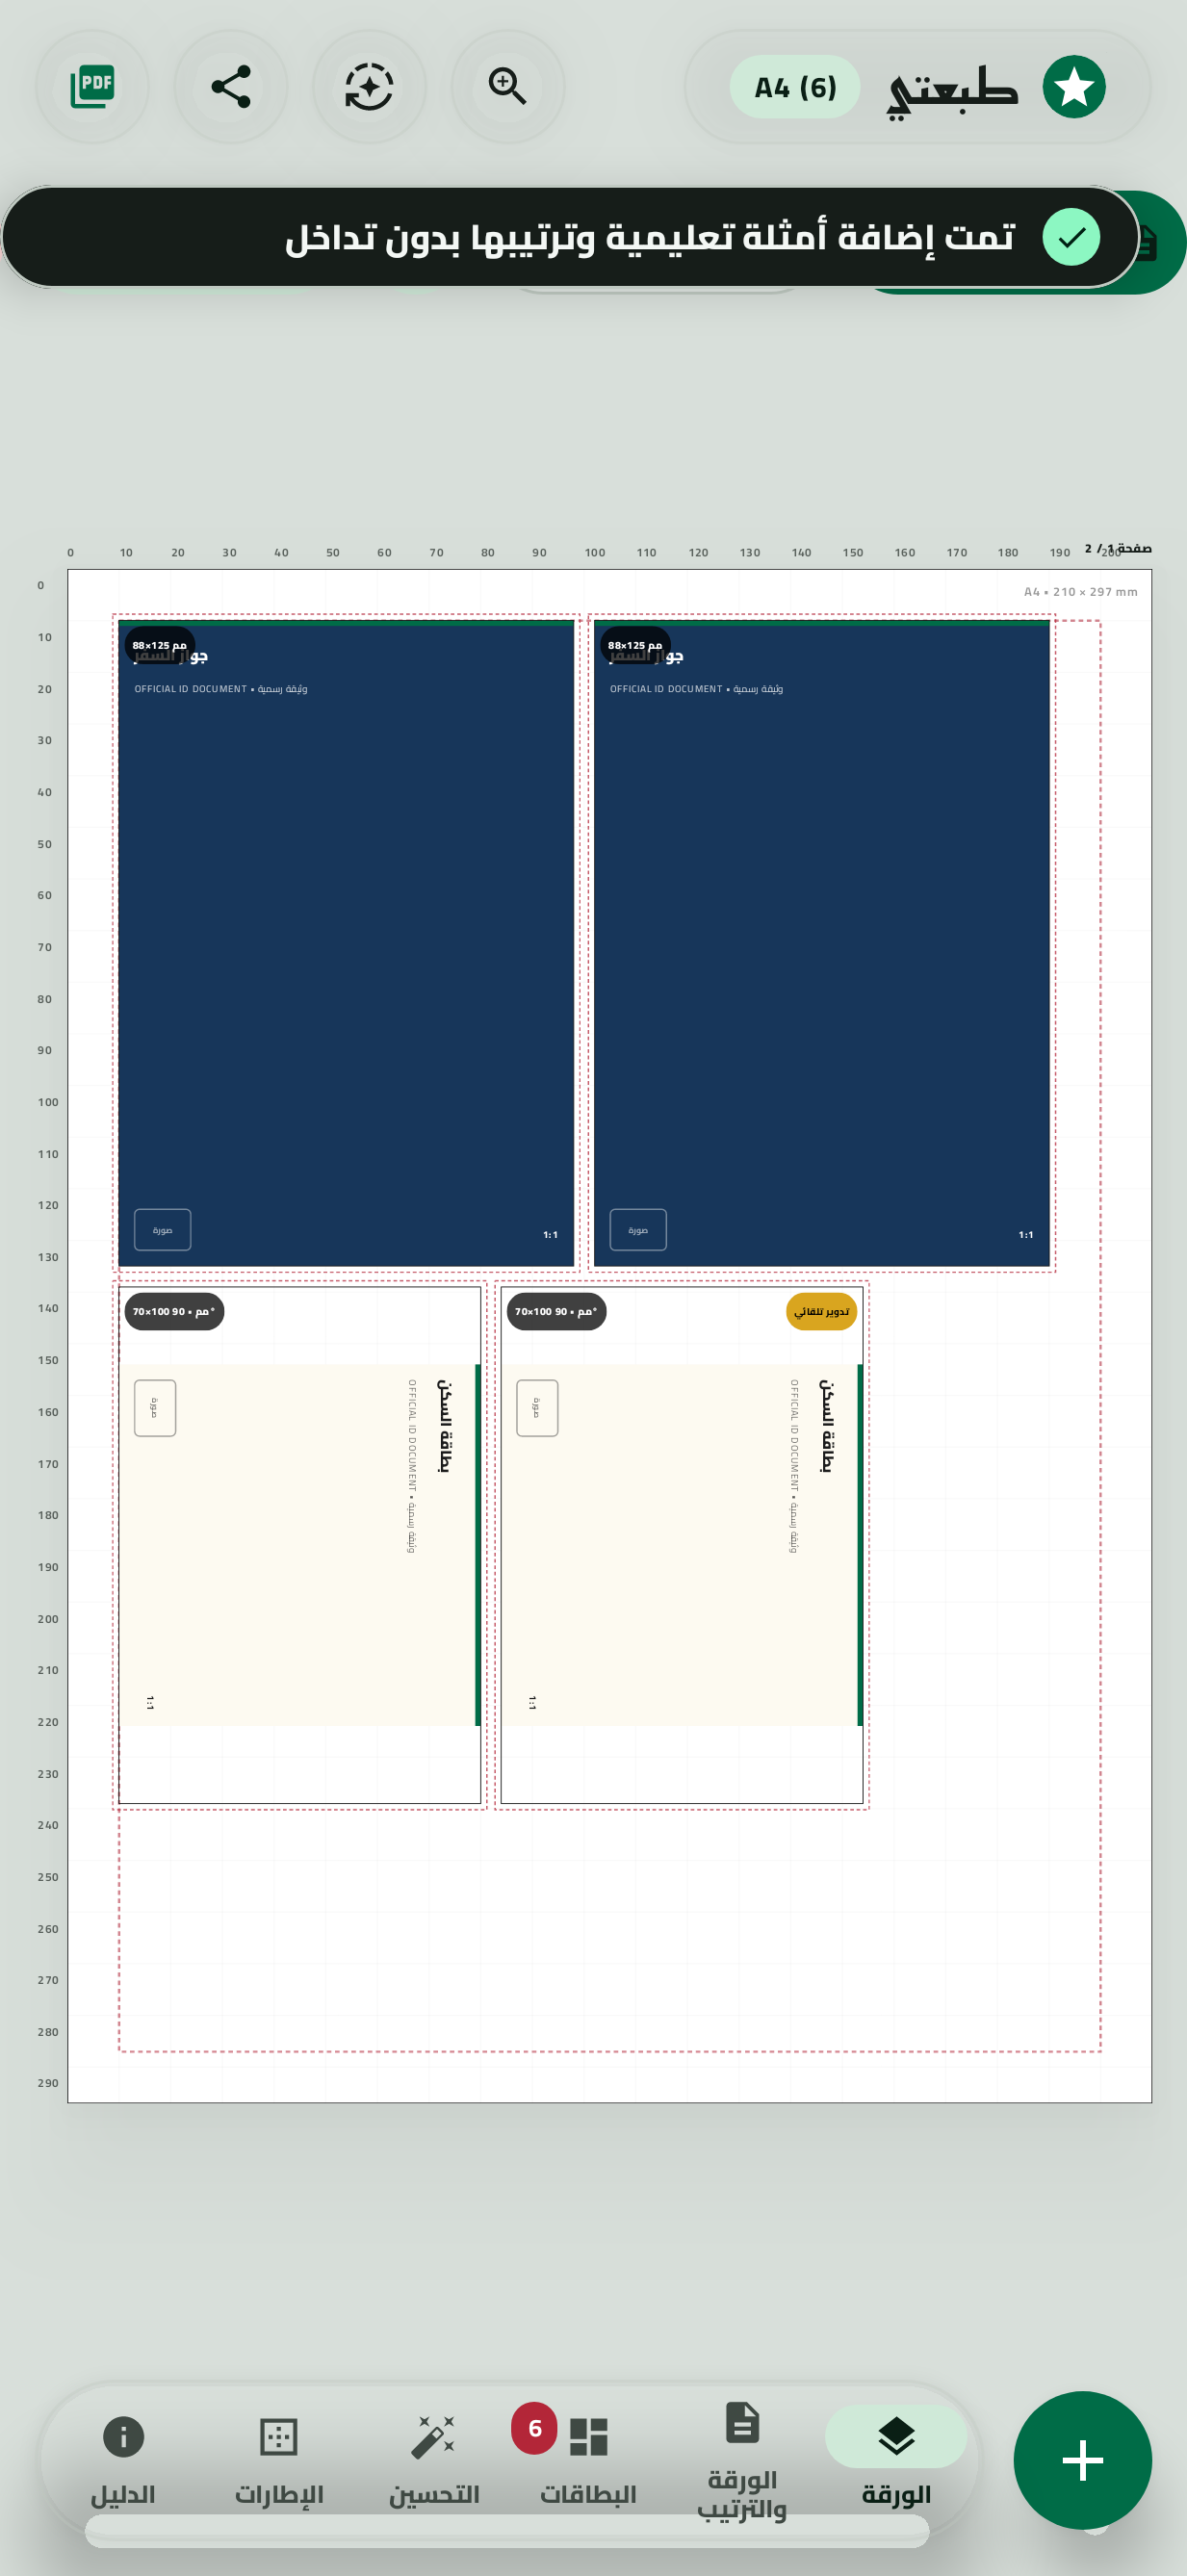 طبعتي
A4 (6)
PDF
تمت إضافة أمثلة تعليمية وترتيبها بدون تداخل
صفحة 1 / 2
0 10 20 30 40 50 60 70 80 90 100 110 120 130 140 150 160 170 180 190 200
A4 • 210 × 297 mm
0
10
20
30
40
50
60
70
80
90
100
110
120
130
140
150
160
170
180
190
200
210
220
230
240
250
260
270
280
290
88×125 مم
جواز السفر
OFFICIAL ID DOCUMENT • وثيقة رسمية
صورة
1:1
88×125 مم
جواز السفر
OFFICIAL ID DOCUMENT • وثيقة رسمية
صورة
1:1
70×100 مم • 90°
بطاقة السكن
OFFICIAL ID DOCUMENT • وثيقة رسمية
صورة
1:1
70×100 مم • 90°
تدوير تلقائي
بطاقة السكن
OFFICIAL ID DOCUMENT • وثيقة رسمية
صورة
1:1
الورقة
الورقة والترتيب
البطاقات
6
التحسين
الإطارات
الدليل